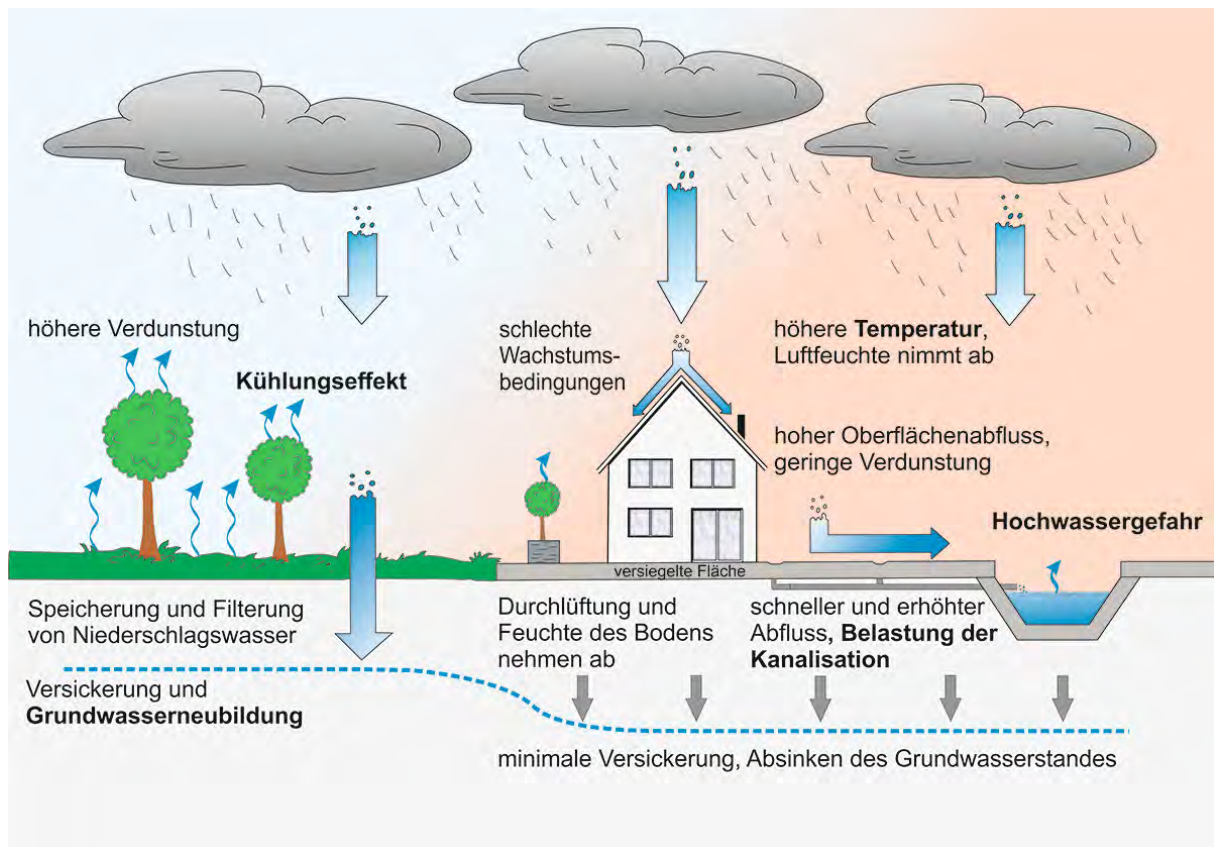 höhere Verdunstung
Kühlungseffekt
schlechte
Wachstums-
bedingungen
höhere Temperatur,
Luftfeuchte nimmt ab
hoher Oberflächenabfluss,
geringe Verdunstung
Hochwassergefahr
versiegelte Fläche
Speicherung und Filterung
von Niederschlagswasser
Durchlüftung und
Feuchte des Bodens
nehmen ab
schneller und erhöhter
Abfluss, Belastung der
Kanalisation
Versickerung und
Grundwasserneubildung
minimale Versickerung, Absinken des Grundwasserstandes